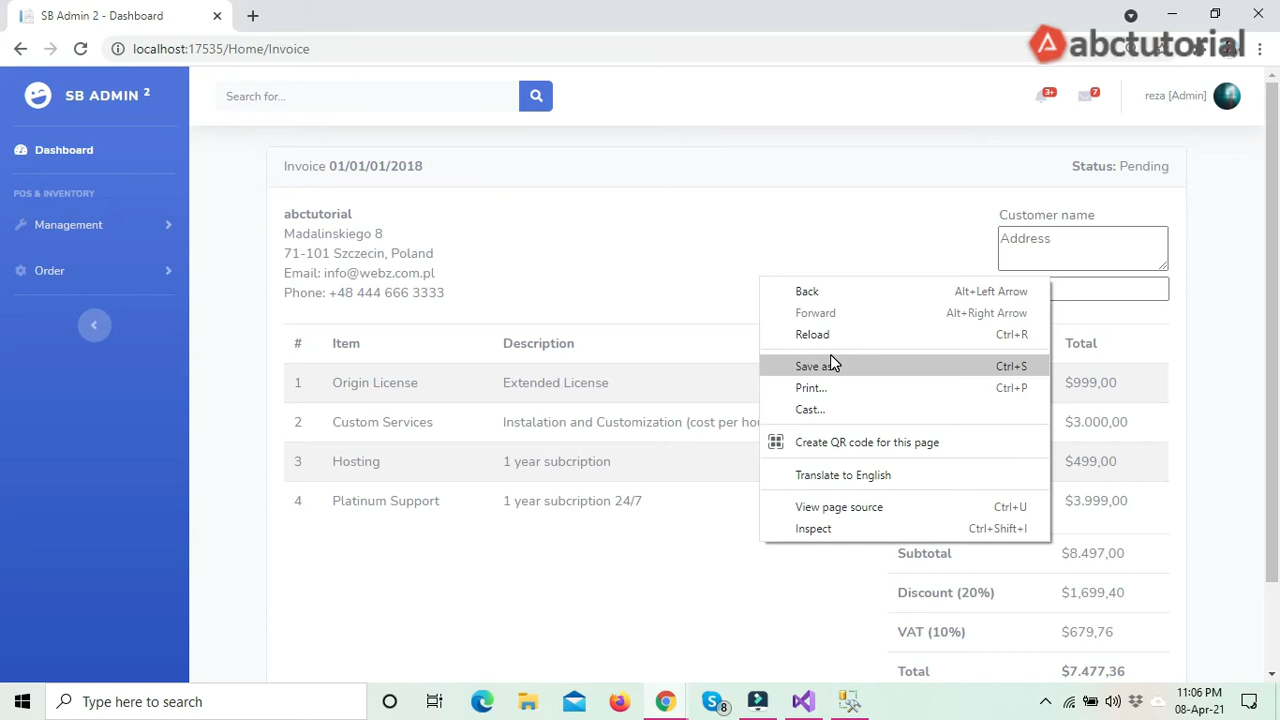 SB Admin 2 - Dashboard
localhost:17535/Home/Invoice
abctutorial
SB ADMIN 2
Search for...
3+
7
reza [Admin]
Dashboard
POS & INVENTORY
Management
Order
Invoice 01/01/01/2018
Status: Pending
abctutorial
Madalinskiego 8
71-101 Szczecin, Poland
Email: info@webz.com.pl
Phone: +48 444 666 3333
Customer name
Address
Back Alt+Left Arrow
Forward Alt+Right Arrow
Reload Ctrl+R
Save as Ctrl+S
Print... Ctrl+P
Cast...
Create QR code for this page
Translate to English
View page source Ctrl+U
Inspect Ctrl+Shift+I
# Item Description Total
1 Origin License Extended License $999,00
2 Custom Services Instalation and Customization (cost per hou $3.000,00
3 Hosting 1 year subcription $499,00
4 Platinum Support 1 year subcription 24/7 $3.999,00
Subtotal $8.497,00
Discount (20%) $1,699,40
VAT (10%) $679,76
Total $7.477,36
Type here to search
8
11:06 PM
08-Apr-21